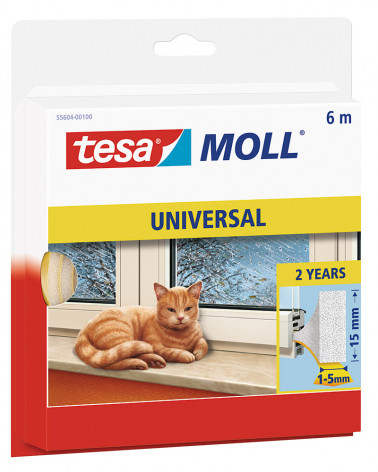 55604-00100
6 m
tesa MOLL®
UNIVERSAL
2 YEARS
15 mm
1-5mm